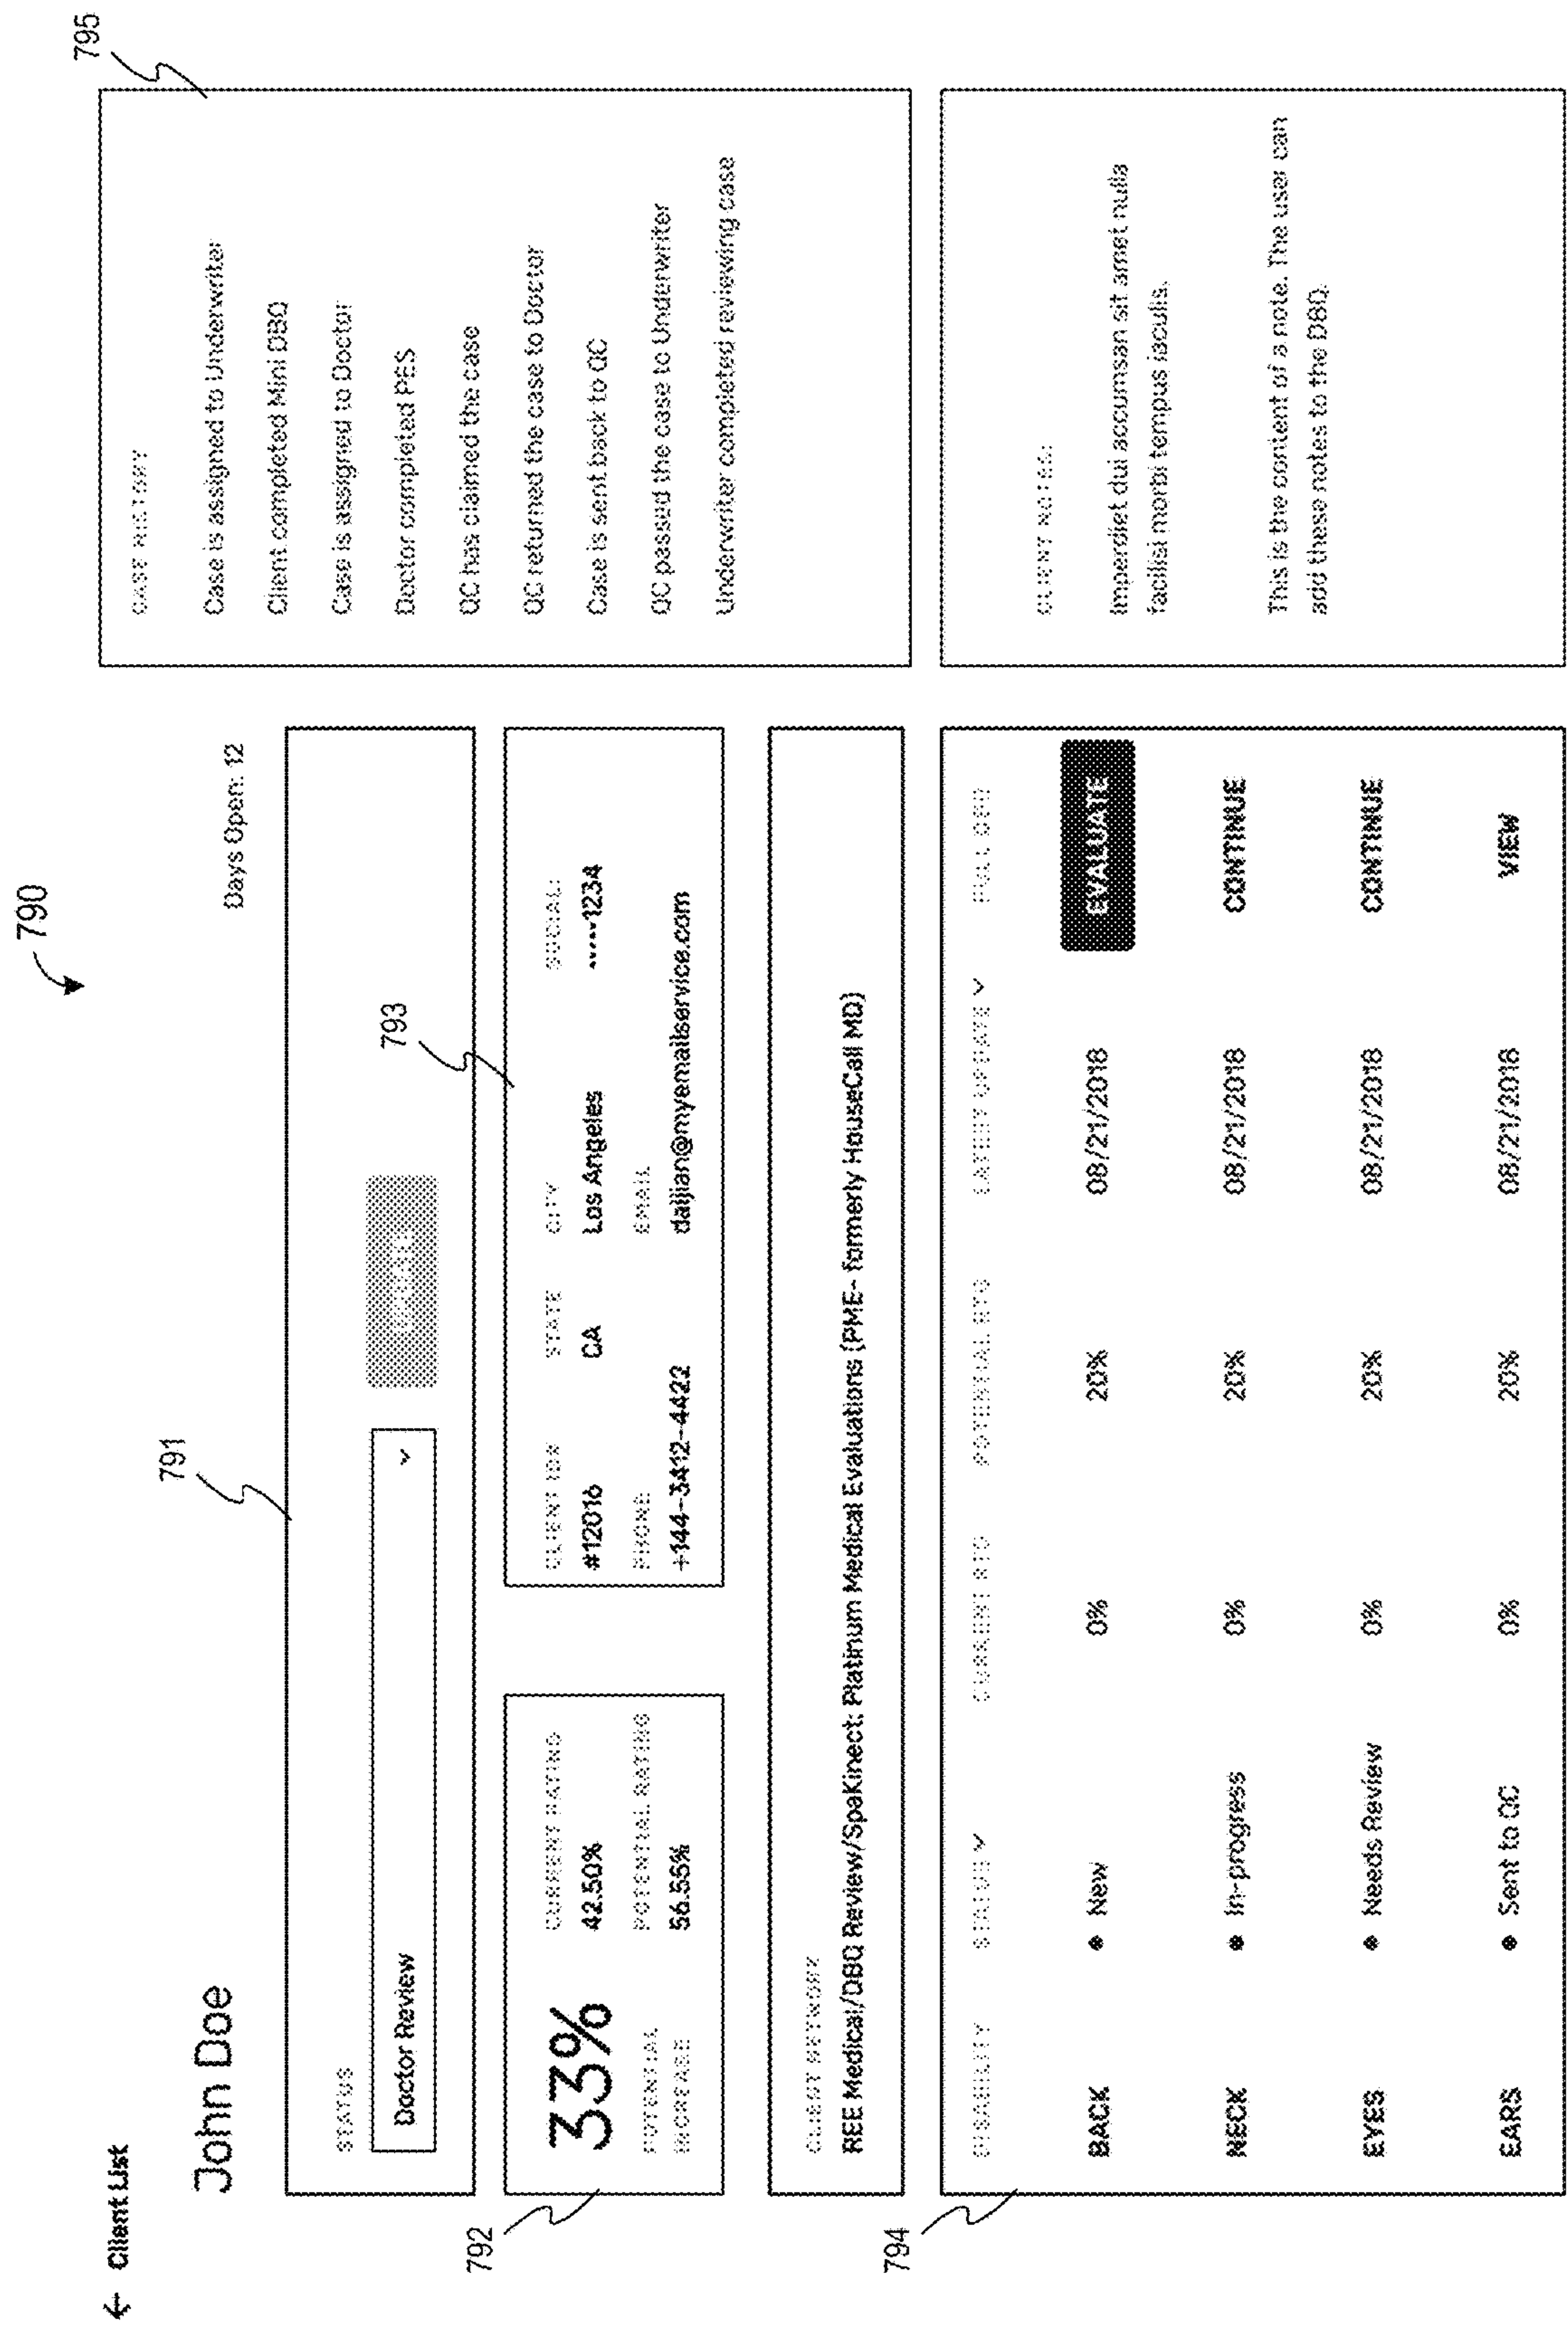 790
← Client List
John Doe
Days Open: 12
791
STATUS
Doctor Review
UPDATE
792
33%
POTENTIAL
INCREASE
CURRENT RATING
42.50%
POTENTIAL RATING
56.55%
793
CLIENT ID#
STATE
CITY
SOCIAL:
#12016
CA
Los Angeles
•••••1234
PHONE
EMAIL
+144-3412-4422
daijian@myemailservice.com
CLIENT NETWORK
REE Medical/DBQ Review/SpaKinect: Platinum Medical Evaluations (PME- formerly HouseCall MD)
794
DISABILITY
STATUS
CURRENT RTG
POTENTIAL RTG
LATEST UPDATE
FULL DBQ
BACK
• New
0%
20%
08/21/2018
EVALUATE
NECK
• In-progress
0%
20%
08/21/2018
CONTINUE
EYES
• Needs Review
0%
20%
08/21/2018
CONTINUE
EARS
• Sent to QC
0%
20%
08/21/2018
VIEW
795
CASE HISTORY
Case is assigned to Underwriter
Client completed Mini DBQ
Case is assigned to Doctor
Doctor completed PES
QC has claimed the case
QC returned the case to Doctor
Case is sent back to QC
QC passed the case to Underwriter
Underwriter completed reviewing case
CLIENT NOTES:
Imperdiet dui accumsan sit amet nulla
facilisi morbi tempus iaculis.
This is the content of a note. The user can
add these notes to the DBQ.